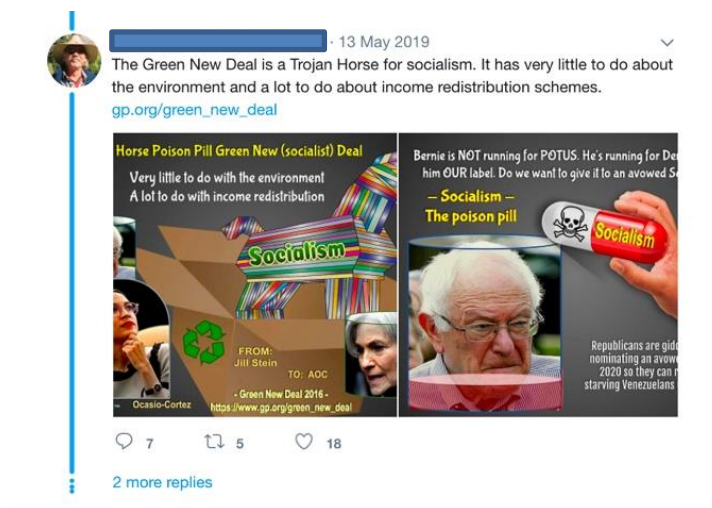 · 13 May 2019
The Green New Deal is a Trojan Horse for socialism. It has very little to do about
the environment and a lot to do about income redistribution schemes.
gp.org/green_new_deal
Horse Poison Pill Green New (socialist) Deal
Very little to do with the environment
A lot to do with income redistribution
Socialism
FROM:
Jill Stein
TO: AOC
- Green New Deal 2016 -
Ocasio-Cortez
https://www.gp.org/green_new_deal
Bernie is NOT running for POTUS. He's running for
him OUR label. Do we want to give it to an avowed
– Socialism –
The poison pill
Socialism
Republicans are
nominating an
2020 so they can
starving Venezuelans
7 5 18
2 more replies